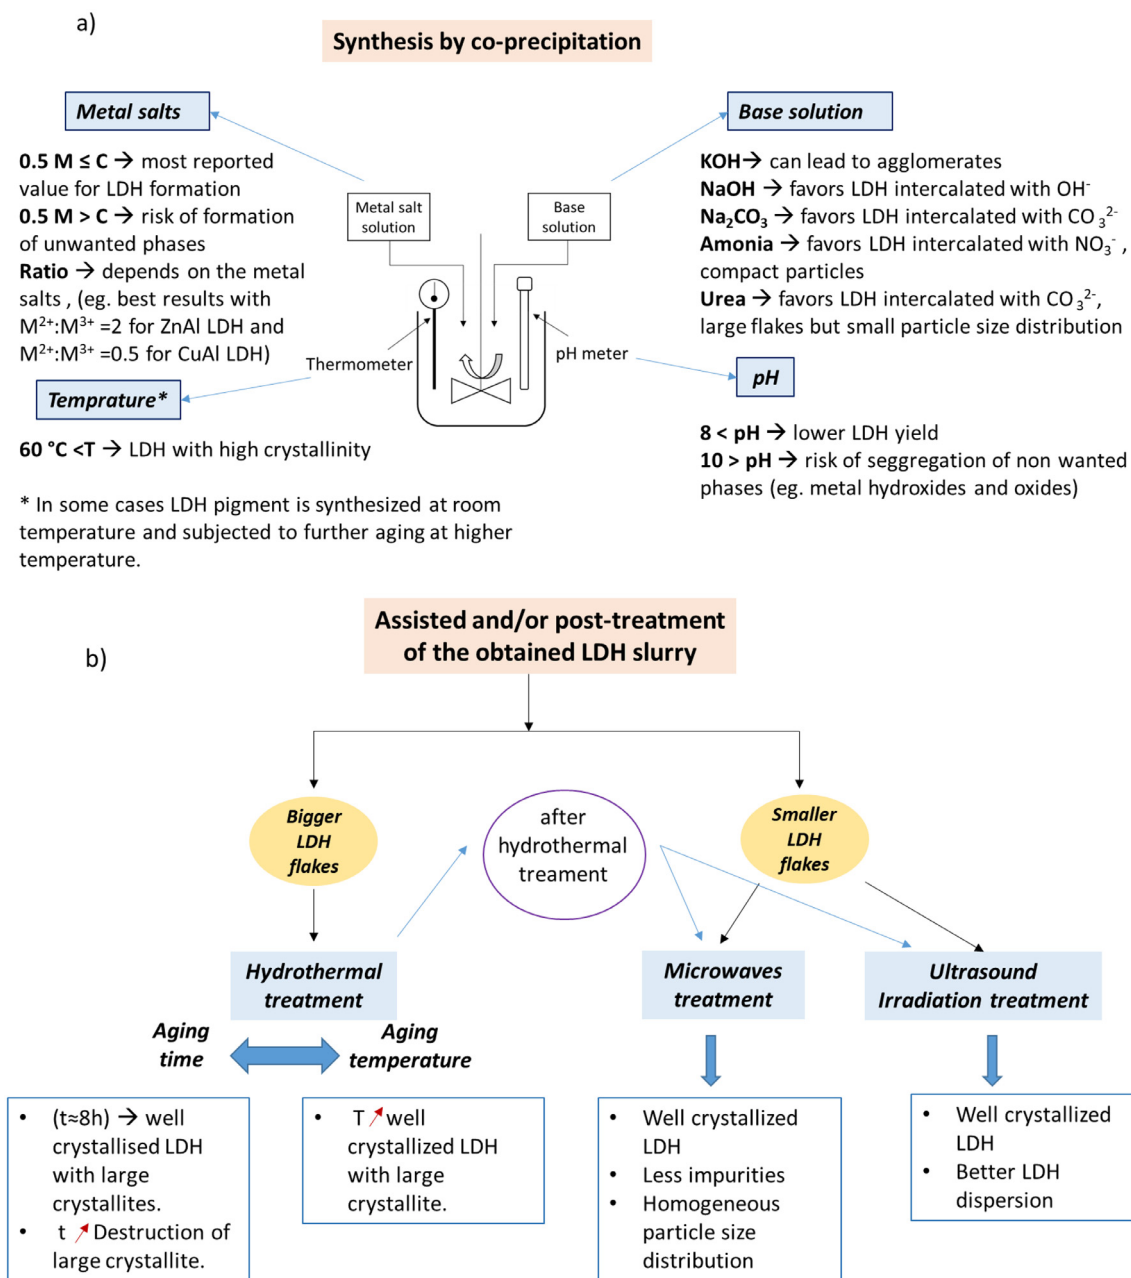 a)
Synthesis by co-precipitation
Metal salts
0.5 M ≤ C → most reported
value for LDH formation
0.5 M > C → risk of formation
of unwanted phases
Ratio → depends on the metal
salts , (eg. best results with
M²⁺:M³⁺ =2 for ZnAl LDH and
M²⁺:M³⁺ =0.5 for CuAl LDH)
Metal salt
solution
Base
solution
Thermometer
pH meter
Base solution
KOH→ can lead to agglomerates
NaOH → favors LDH intercalated with OH⁻
Na₂CO₃ → favors LDH intercalated with CO₃²⁻
Amonia → favors LDH intercalated with NO₃⁻ ,
compact particles
Urea → favors LDH intercalated with CO₃²⁻,
large flakes but small particle size distribution
Temprature*
60 °C <T → LDH with high crystallinity
* In some cases LDH pigment is synthesized at room
temperature and subjected to further aging at higher
temperature.
pH
8 < pH → lower LDH yield
10 > pH → risk of seggregation of non wanted
phases (eg. metal hydroxides and oxides)
b)
Assisted and/or post-treatment
of the obtained LDH slurry
Bigger
LDH
flakes
after
hydrothermal
treament
Smaller
LDH
flakes
Hydrothermal
treatment
Microwaves
treatment
Ultrasound
Irradiation treatment
Aging
time
Aging
temperature
• (t≈8h) → well
crystallised LDH
with large
crystallites.
• t ↗ Destruction of
large crystallite.
• T ↗ well
crystallized LDH
with large
crystallite.
• Well crystallized
LDH
• Less impurities
• Homogeneous
particle size
distribution
• Well crystallized
LDH
• Better LDH
dispersion